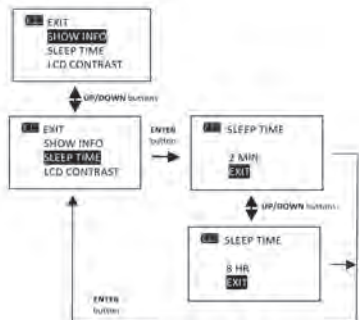 EXIT
SHOW INFO
SLEEP TIME
LCD CONTRAST
UP/DOWN buttons
EXIT
SHOW INFO
SLEEP TIME
LCD CONTRAST
ENTER
button
SLEEP TIME
2 MIN
EXIT
UP/DOWN buttons
SLEEP TIME
8 HR
EXIT
ENTER
button